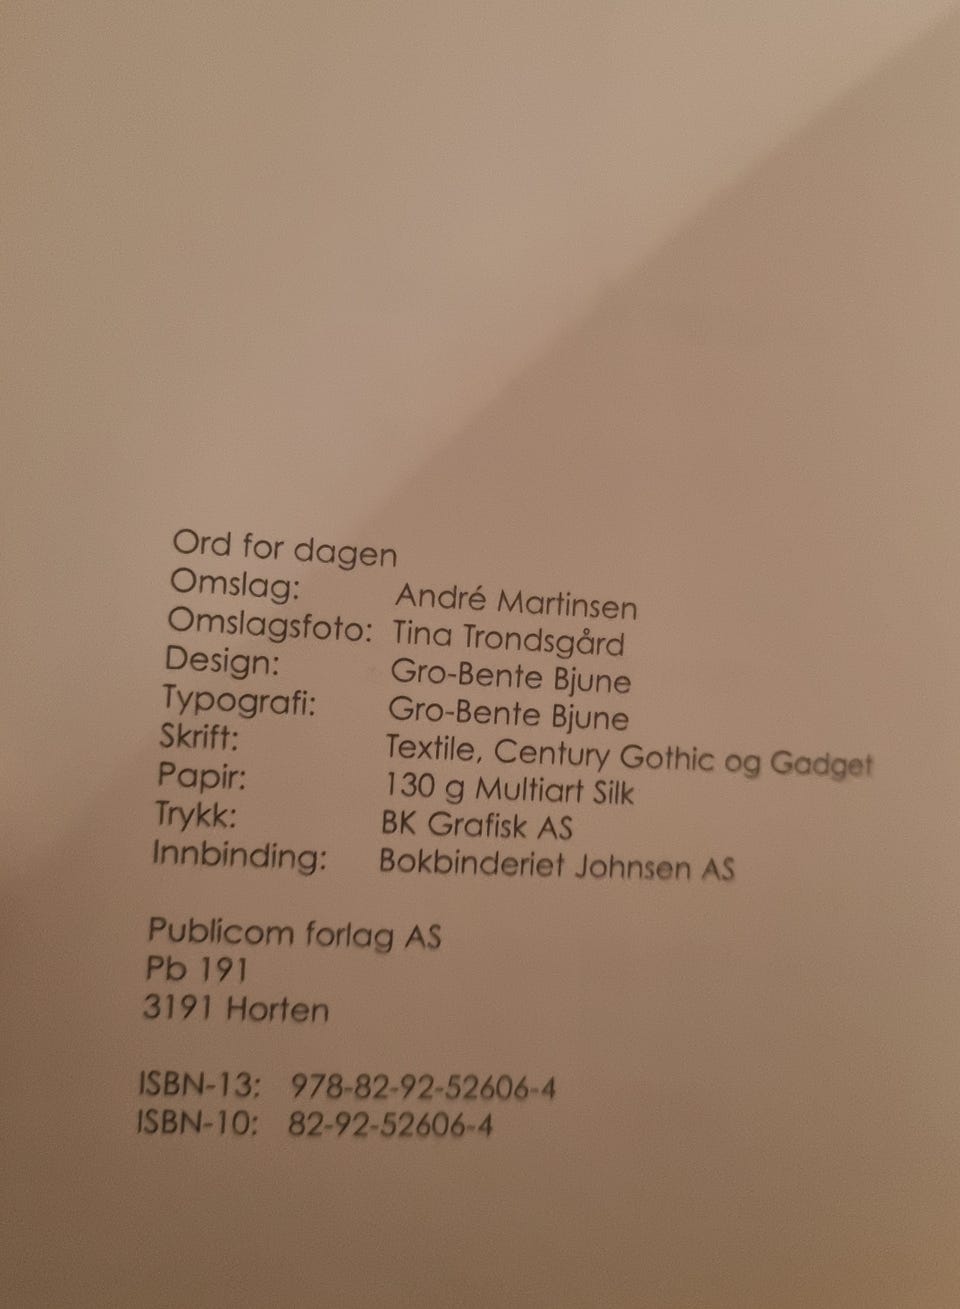 Ord for dagen
Omslag: André Martinsen
Omslagsfoto: Tina Trondsgård
Design: Gro-Bente Bjune
Typografi: Gro-Bente Bjune
Skrift: Textile, Century Gothic og Gadget
Papir: 130 g Multiart Silk
Trykk: BK Grafisk AS
Innbinding: Bokbinderiet Johnsen AS
Publicom forlag AS
Pb 191
3191 Horten
ISBN-13: 978-82-92-52606-4
ISBN-10: 82-92-52606-4